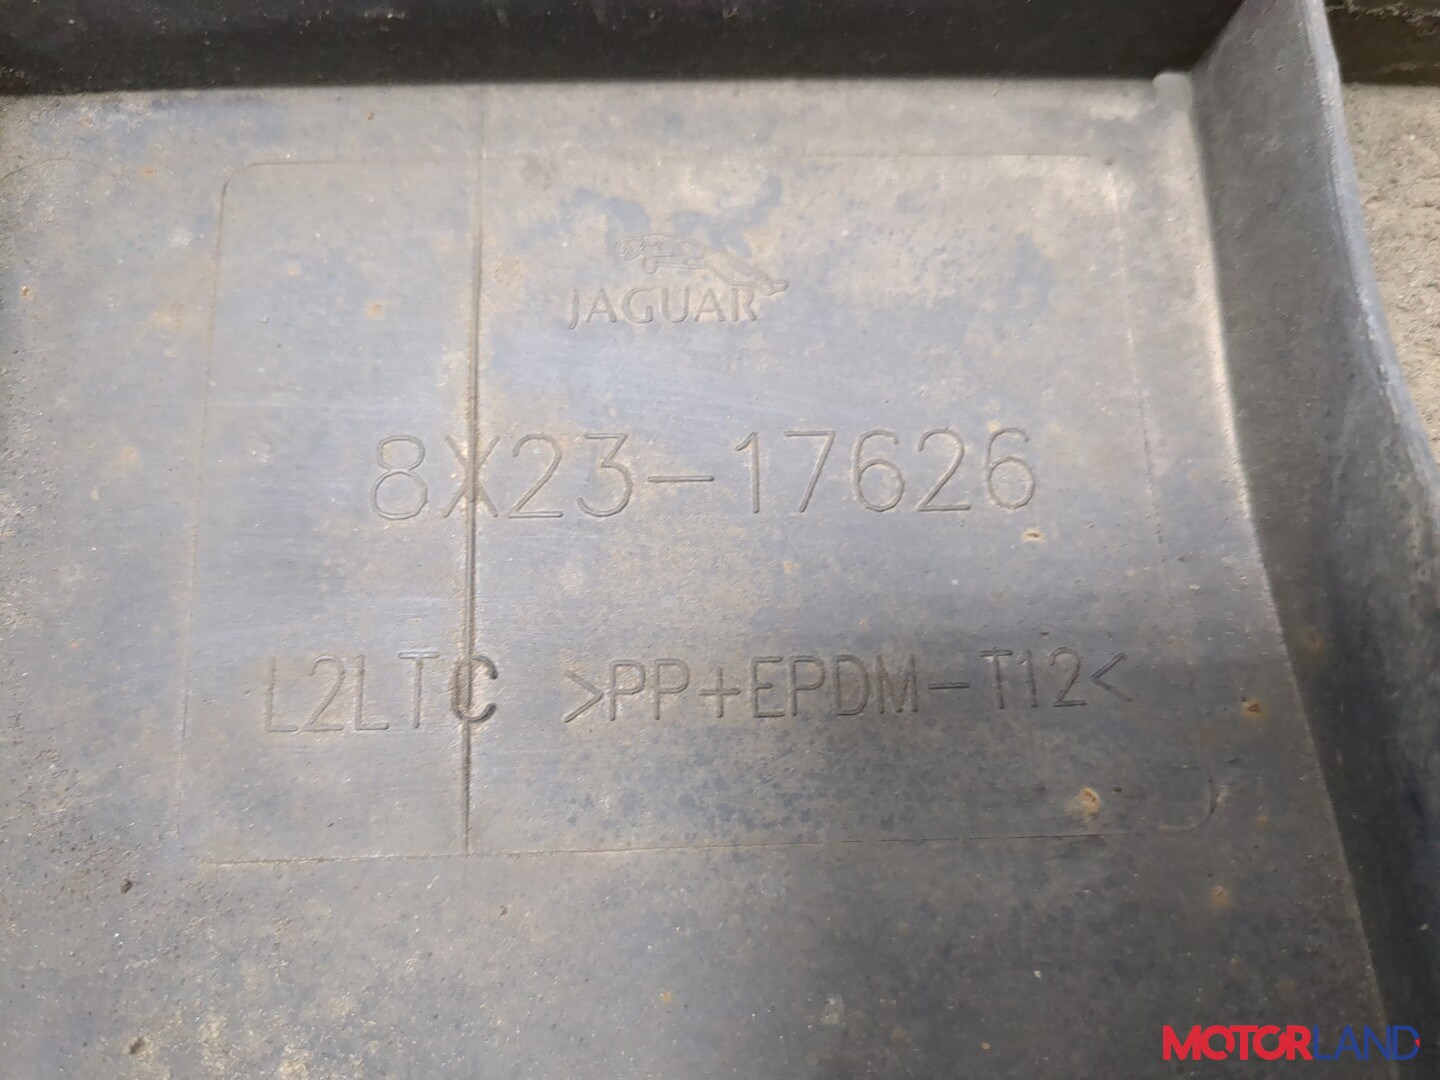 JAGUAR
8X23-17626
L2LTC >PP+EPDM-T12<
MOTORLAND